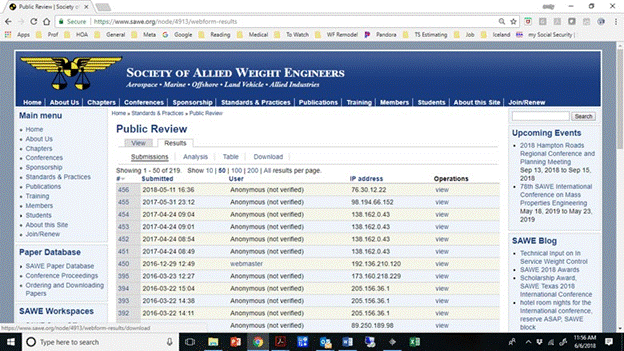 Public Review | Society of
Secure | https://www.sawe.org/node/4913/webform-results
Apps Prof HOA General Meta Google Reading Medical To Watch WF Remodel Pandora TS Estimating Job Iceland my Social Security |
SOCIETY OF ALLIED WEIGHT ENGINEERS
Aerospace • Marine • Offshore • Land Vehicle • Allied Industries
Home About Us Chapters Conferences Sponsorship Standards & Practices Publications Training Members Students About this Site Join/Renew
Main menu
Home
About Us
Chapters
Conferences
Sponsorship
Standards & Practices
Publications
Training
Members
Students
About this Site
Join/Renew
Paper Database
SAWE Paper Database
Conference Proceedings
Ordering and Downloading
Papers
SAWE Workspaces
Home » Standards & Practices » Public Review
Public Review
View Results
Submissions Analysis Table Download
Showing 1 - 50 of 219. Show 10 | 50 | 100 | 200 | All results per page.
# Submitted User IP address Operations
456 2018-05-11 16:36 Anonymous (not verified) 76.30.12.22 view
455 2017-05-31 23:12 Anonymous (not verified) 98.194.66.152 view
454 2017-04-24 09:04 Anonymous (not verified) 138.162.0.43 view
453 2017-04-24 09:01 Anonymous (not verified) 138.162.0.43 view
452 2017-04-24 08:54 Anonymous (not verified) 138.162.0.43 view
451 2017-04-24 08:49 Anonymous (not verified) 138.162.0.43 view
450 2016-12-29 12:49 webmaster 192.136.210.120 view
395 2016-03-23 12:27 Anonymous (not verified) 173.160.218.229 view
394 2016-03-22 15:04 Anonymous (not verified) 205.156.36.1 view
393 2016-03-22 14:38 Anonymous (not verified) 205.156.36.1 view
392 2016-03-22 14:11 Anonymous (not verified) 205.156.36.1 view
Anonymous (not verified) 89.250.189.98 view
Search
Upcoming Events
2018 Hampton Roads
Regional Conference and
Planning Meeting
Sep 13, 2018 to Sep 15,
2018
78th SAWE International
Conference on Mass
Properties Engineering
May 18, 2019 to May 23,
2019
SAWE Blog
Technical Input on In
Service Weight Control
SAWE 2018 Awards
Scholarship Award,
SAWE Texas 2018
International Conference
hotel room nights for the
International conference,
reserve ASAP, SAWE
block
https://www.sawe.org/node/4913/webform-results/download
Type here to search
11:56 AM
6/6/2018